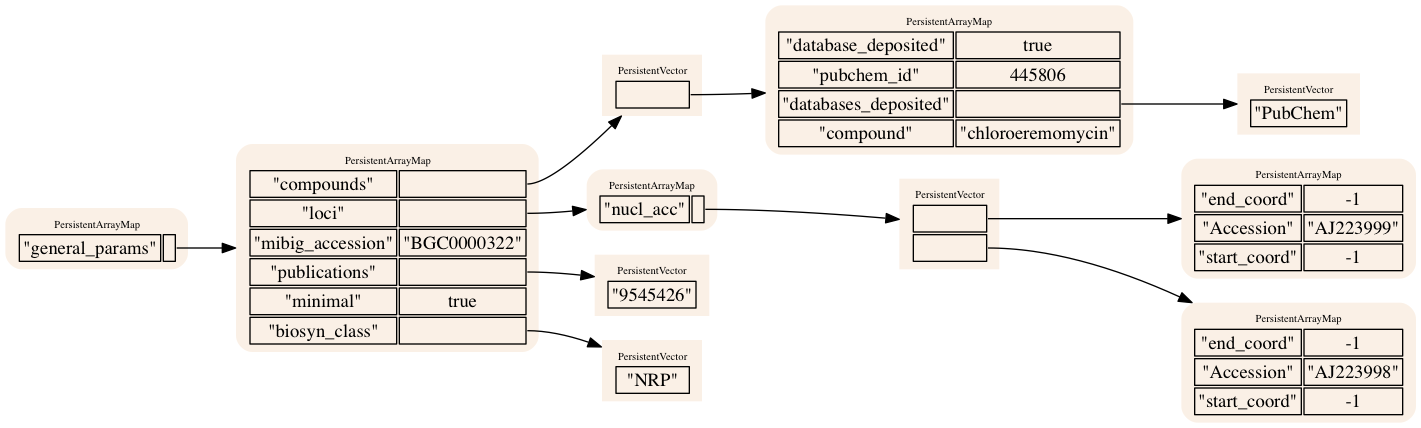 PersistentArrayMap
"general_params"
PersistentArrayMap
"compounds"
"loci"
"mibig_accession" "BGC0000322"
"publications"
"minimal" true
"biosyn_class"
PersistentVector
PersistentArrayMap
"database_deposited" true
"pubchem_id" 445806
"databases_deposited"
"compound" "chloroeremomycin"
PersistentVector
"PubChem"
PersistentArrayMap
"nucl_acc"
PersistentVector
PersistentArrayMap
"end_coord" -1
"Accession" "AJ223999"
"start_coord" -1
PersistentArrayMap
"end_coord" -1
"Accession" "AJ223998"
"start_coord" -1
PersistentVector
"9545426"
PersistentVector
"NRP"